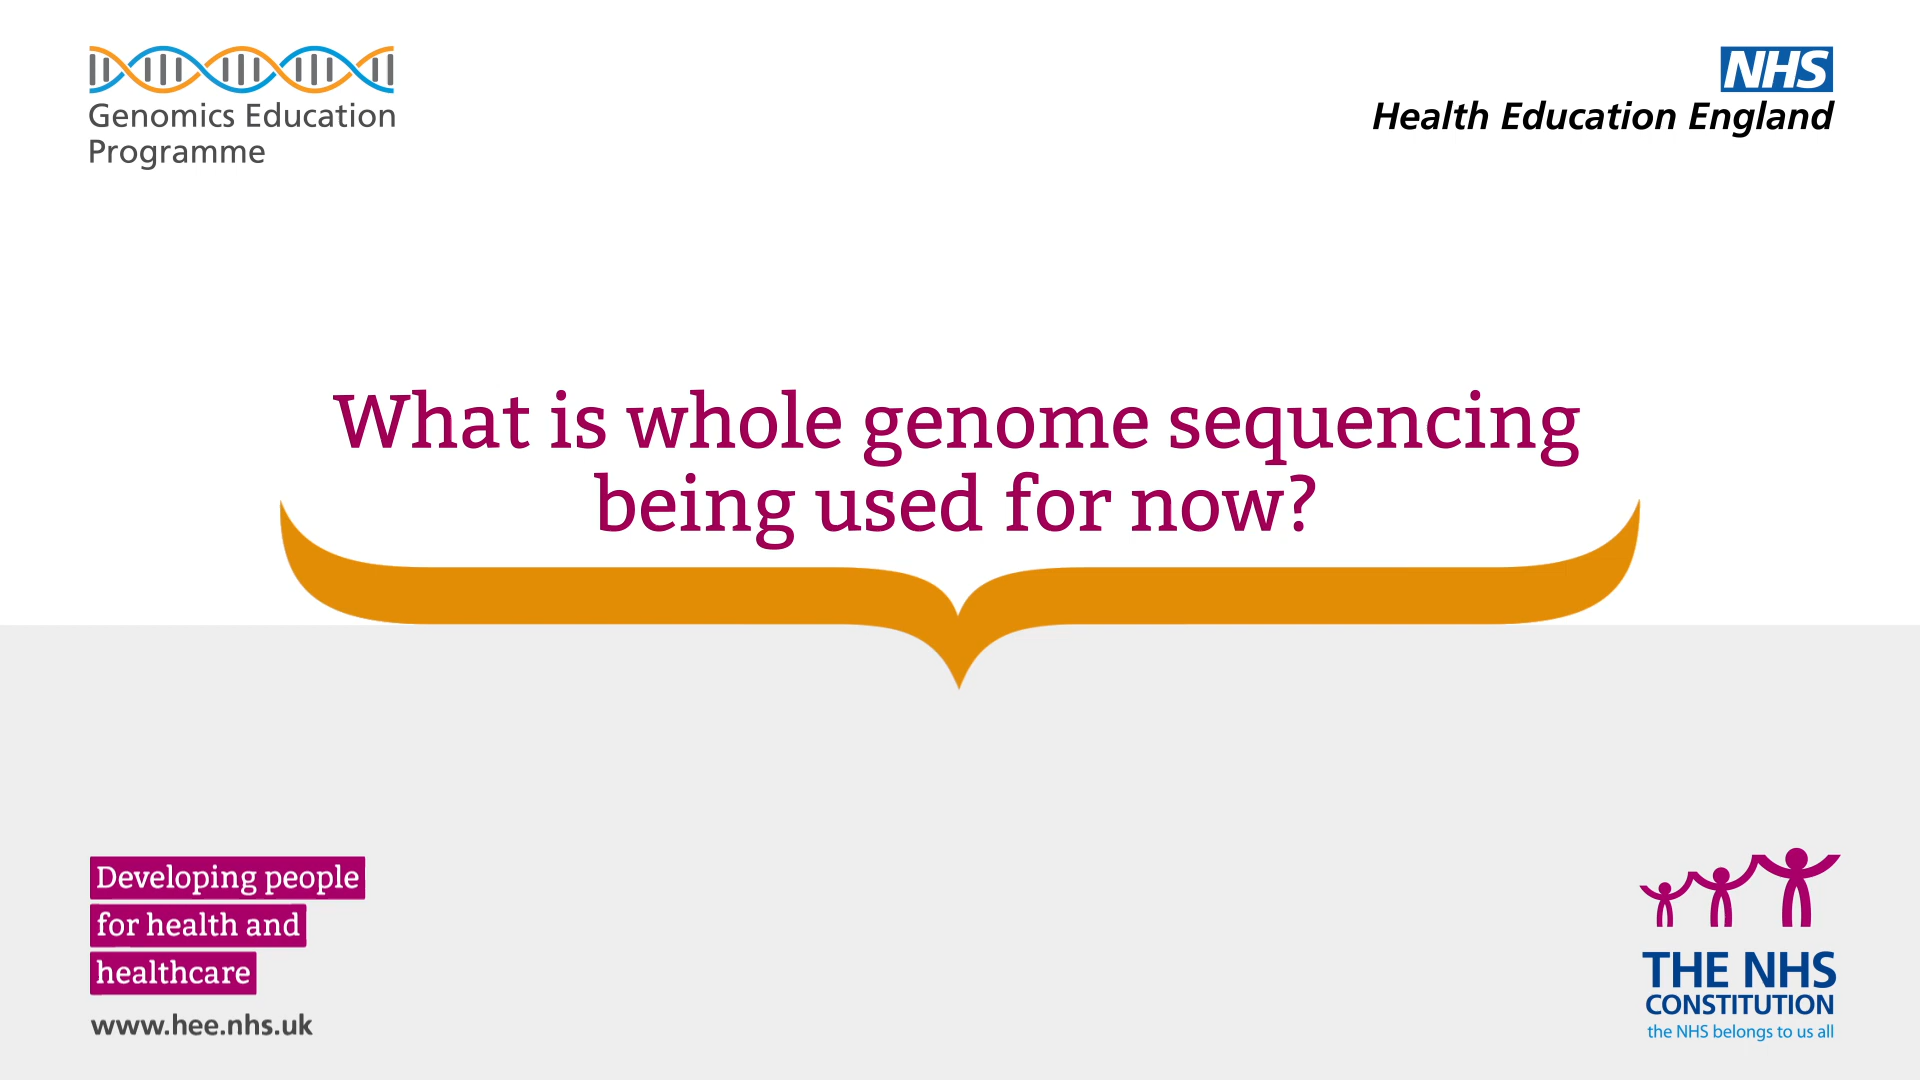 Genomics Education
Programme
NHS
Health Education England
What is whole genome sequencing
being used for now?
Developing people
for health and
healthcare
www.hee.nhs.uk
THE NHS
CONSTITUTION
the NHS belongs to us all